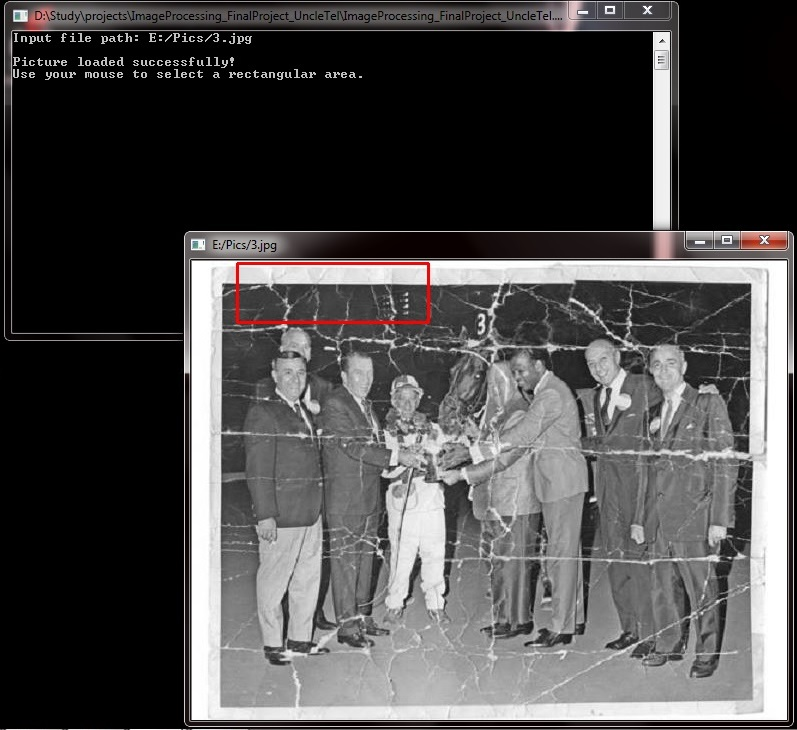 D:\Study\projects\ImageProcessing_FinalProject_UncleTel\ImageProcessing_FinalProject_UncleTel....
Input file path: E:/Pics/3.jpg
Picture loaded successfully!
Use your mouse to select a rectangular area.
E:/Pics/3.jpg
3